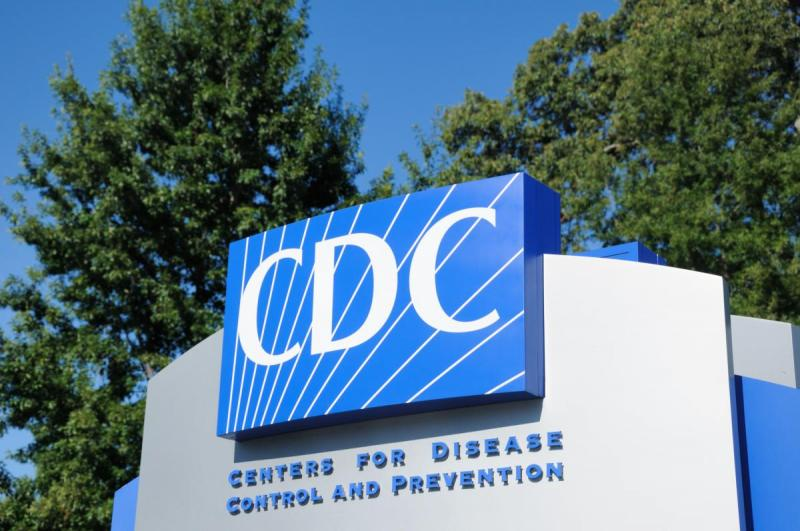 CDC
CENTERS FOR DISEASE
CONTROL AND PREVENTION